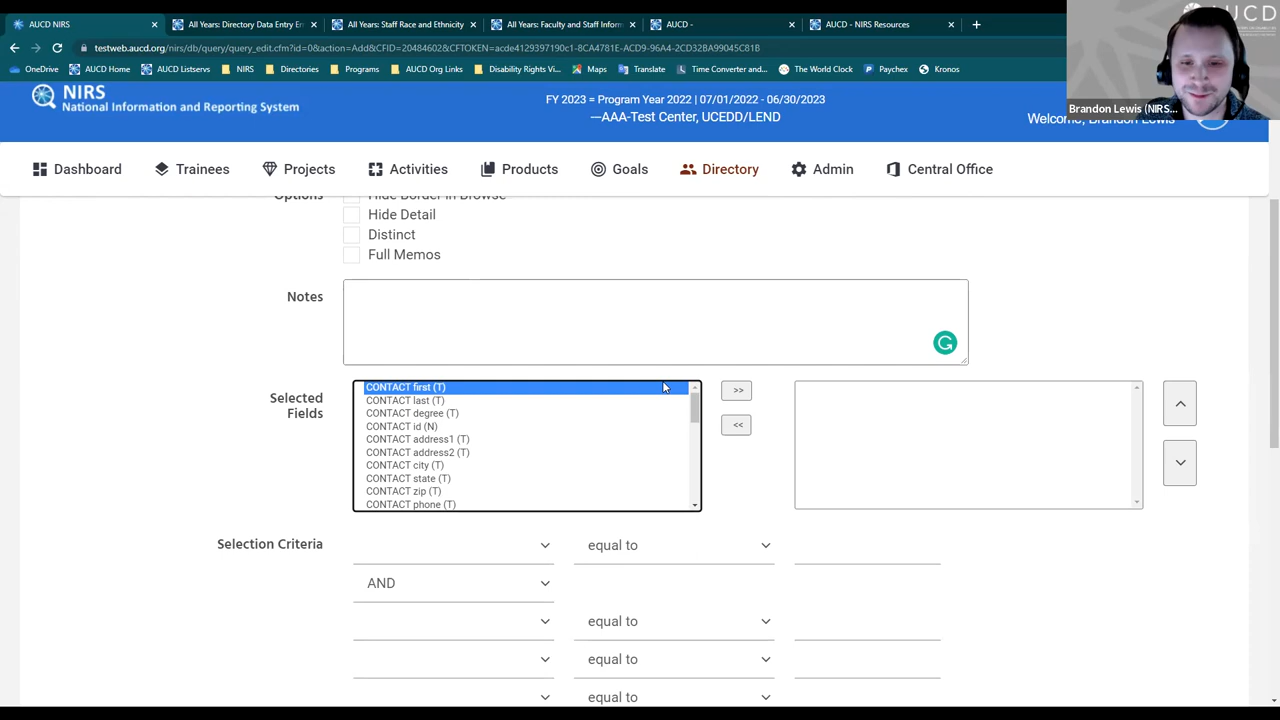 AUCD NIRS
All Years: Directory Data Entry En
All Years: Staff Race and Ethnicity
All Years: Faculty and Staff Inform
AUCD -
AUCD - NIRS Resources
testweb.aucd.org/nirs/db/query/query_edit.cfm?id=0&action=Add&CFID=20484602&CFTOKEN=acde4129397190c1-8CA4781E-ACD9-96A4-2CD32BA99045C81B
OneDrive
AUCD Home
AUCD Listservs
NIRS
Directories
Programs
AUCD Org Links
Disability Rights Vi...
Maps
Translate
Time Converter and...
The World Clock
Paychex
Kronos
AUCD
Brandon Lewis (NIRS...
NIRS
National Information and Reporting System
FY 2023 = Program Year 2022 | 07/01/2022 - 06/30/2023
—AAA-Test Center, UCEDD/LEND
Welcome, Brandon Lewis
Dashboard
Trainees
Projects
Activities
Products
Goals
Directory
Admin
Central Office
Options
Hide Border in Browse
Hide Detail
Distinct
Full Memos
Notes
Selected
Fields
CONTACT first (T)
CONTACT last (T)
CONTACT degree (T)
CONTACT id (N)
CONTACT address1 (T)
CONTACT address2 (T)
CONTACT city (T)
CONTACT state (T)
CONTACT zip (T)
CONTACT phone (T)
>>
<<
Selection Criteria
equal to
AND
equal to
equal to
equal to